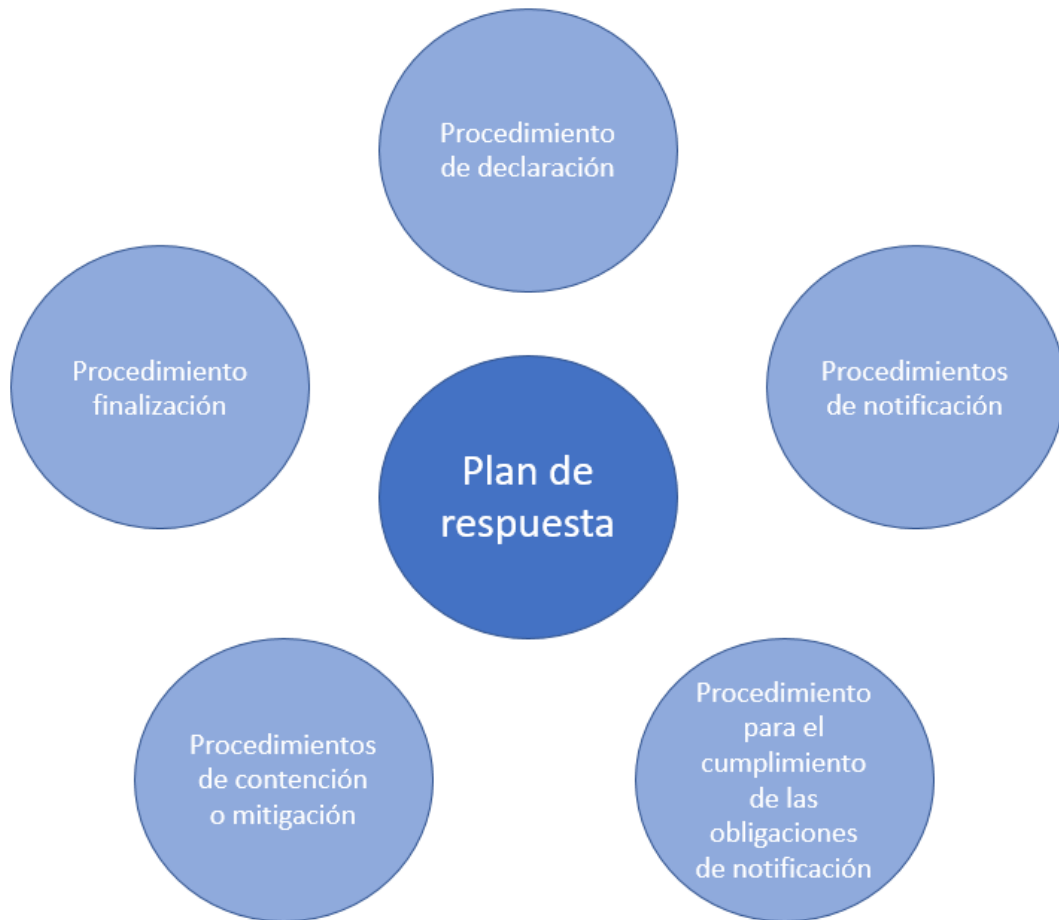 Procedimiento
de declaración
Procedimiento
finalización
Procedimientos
de notificación
Plan de
respuesta
Procedimientos
de contención
o mitigación
Procedimiento
para el
cumplimiento
de las
obligaciones
de notificación